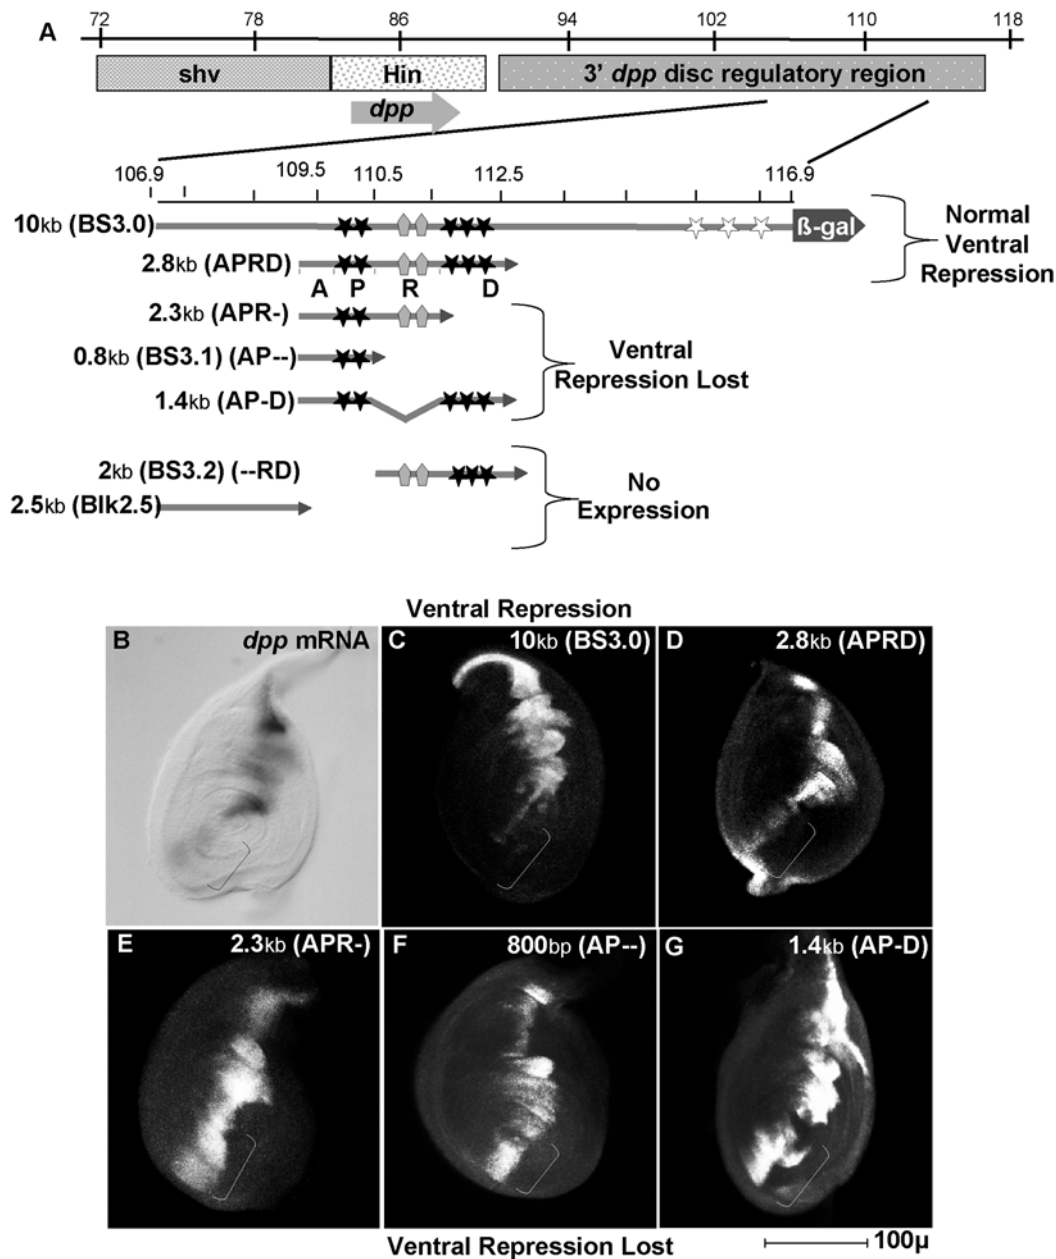 A
72 78 86 94 102 110 118
shv Hin 3' dpp disc regulatory region
dpp
106.9 109.5 110.5 112.5 116.9
10kb (BS3.0) ß-gal
Normal
Ventral
Repression
2.8kb (APRD)
A P R D
2.3kb (APR-)
0.8kb (BS3.1) (AP--)
1.4kb (AP-D)
Ventral
Repression Lost
2kb (BS3.2) (--RD)
2.5kb (Blk2.5)
No
Expression
Ventral Repression
B dpp mRNA
C 10kb (BS3.0)
D 2.8kb (APRD)
E 2.3kb (APR-)
F 800bp (AP--)
G 1.4kb (AP-D)
Ventral Repression Lost
100µ